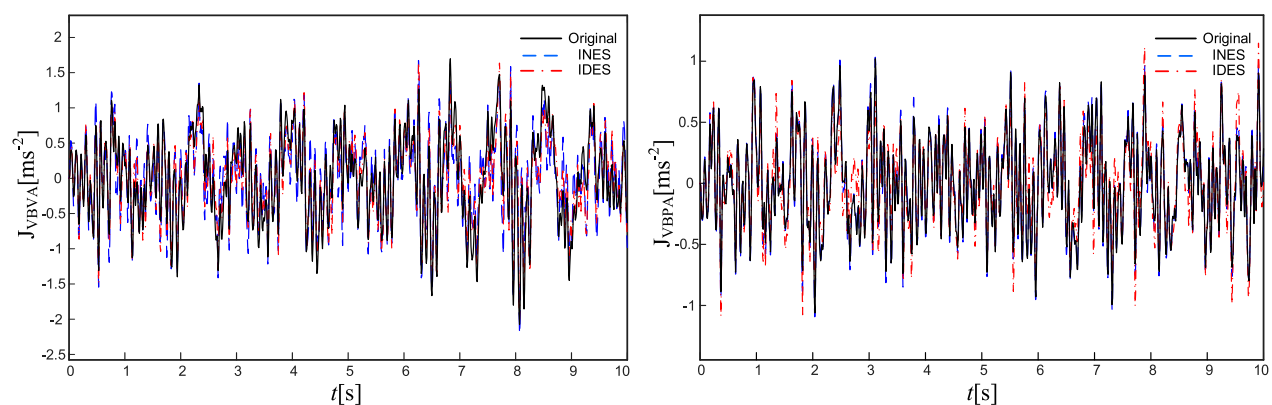 2
1.5
1
0.5
0
-0.5
-1
-1.5
-2
-2.5
J_VBVA[ms^-2]
Original
INES
IDES
0 1 2 3 4 5 6 7 8 9 10
t[s]
1
0.5
0
-0.5
-1
J_VBPA[ms^-2]
Original
INES
IDES
0 1 2 3 4 5 6 7 8 9 10
t[s]